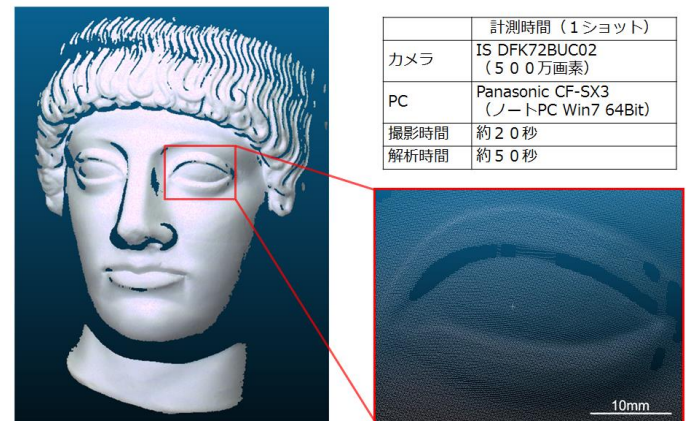 計測時間（１ショット）
カメラ
IS DFK72BUC02
（５００万画素）
PC
Panasonic CF-SX3
（ノートPC Win7 64Bit）
撮影時間
約２０秒
解析時間
約５０秒
10mm